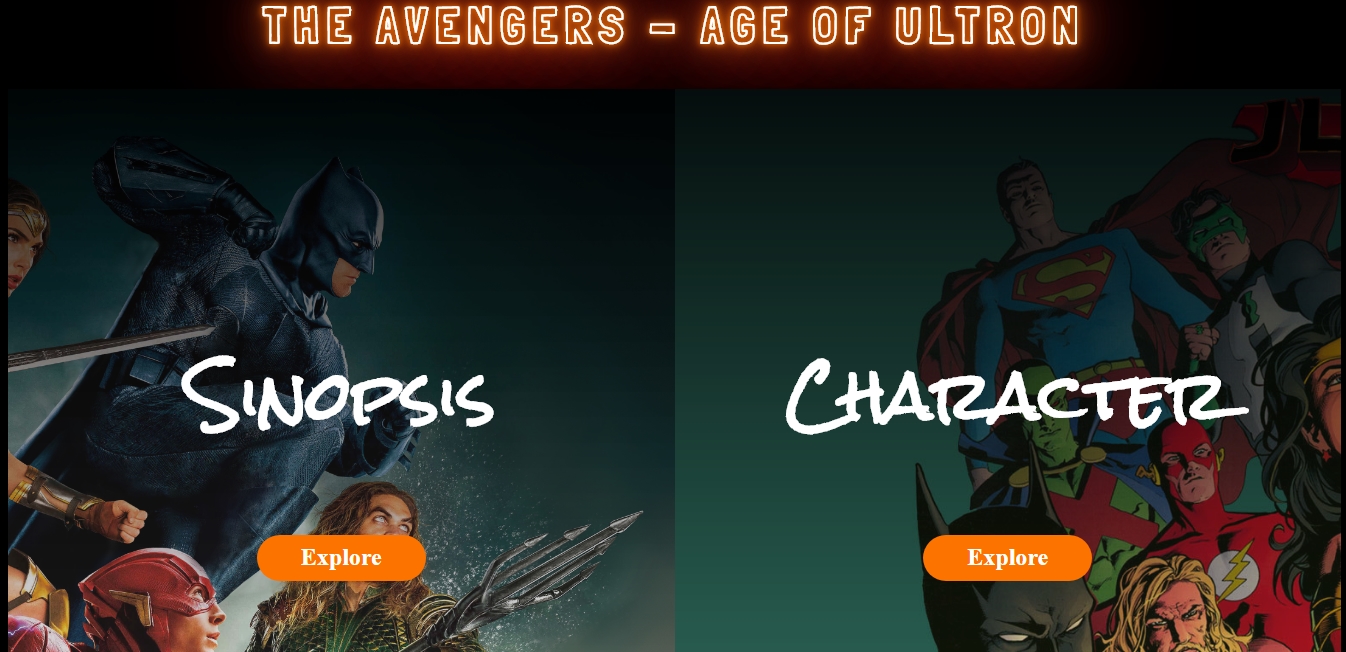 THE AVENGERS – AGE OF ULTRON
SINOPSIS
CHARACTER
Explore
Explore